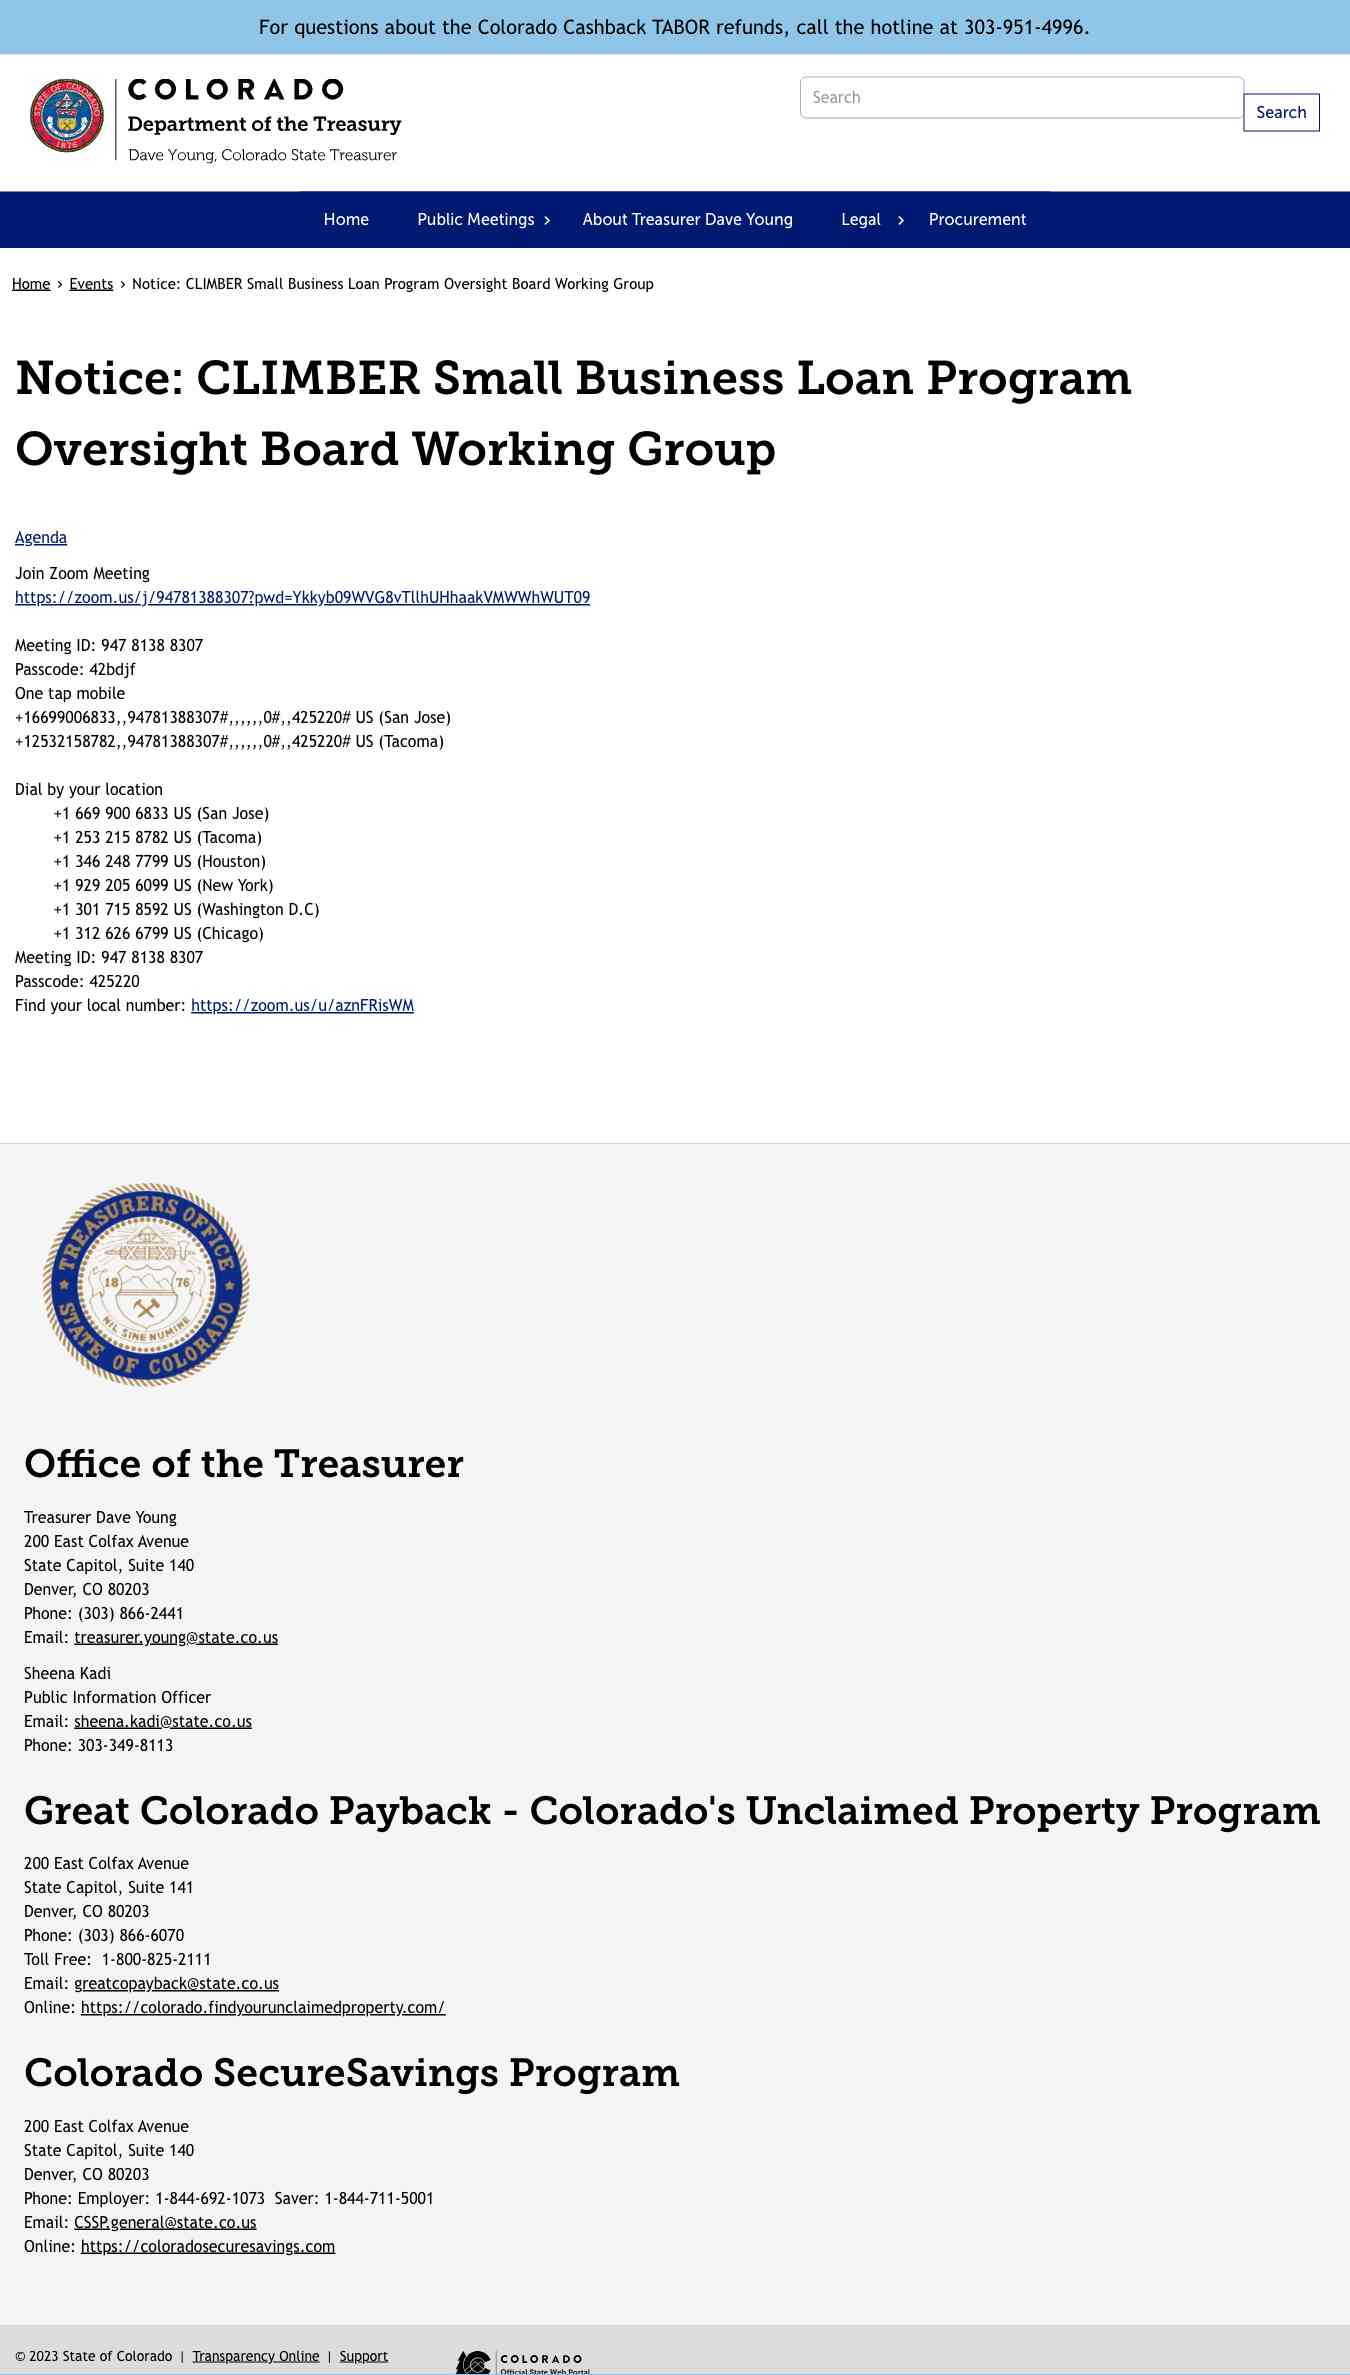 For questions about the Colorado Cashback TABOR refunds, call the hotline at 303-951-4996.
STATE OF COLORADO
1876
COLORADO
Department of the Treasury
Dave Young, Colorado State Treasurer
Search
Search
Home Public Meetings › About Treasurer Dave Young Legal › Procurement
Home › Events › Notice: CLIMBER Small Business Loan Program Oversight Board Working Group
Notice: CLIMBER Small Business Loan Program
Oversight Board Working Group
Agenda
Join Zoom Meeting
https://zoom.us/j/94781388307?pwd=Ykkyb09WVG8vTllhUHhaakVMWWhWUT09
Meeting ID: 947 8138 8307
Passcode: 42bdjf
One tap mobile
+16699006833,,94781388307#,,,,,,0#,,425220# US (San Jose)
+12532158782,,94781388307#,,,,,,0#,,425220# US (Tacoma)
Dial by your location
+1 669 900 6833 US (San Jose)
+1 253 215 8782 US (Tacoma)
+1 346 248 7799 US (Houston)
+1 929 205 6099 US (New York)
+1 301 715 8592 US (Washington D.C)
+1 312 626 6799 US (Chicago)
Meeting ID: 947 8138 8307
Passcode: 425220
Find your local number: https://zoom.us/u/aznFRisWM
TREASURERS OFFICE
18 76
NIL SINE NUMINE
STATE OF COLORADO
Office of the Treasurer
Treasurer Dave Young
200 East Colfax Avenue
State Capitol, Suite 140
Denver, CO 80203
Phone: (303) 866-2441
Email: treasurer.young@state.co.us
Sheena Kadi
Public Information Officer
Email: sheena.kadi@state.co.us
Phone: 303-349-8113
Great Colorado Payback - Colorado's Unclaimed Property Program
200 East Colfax Avenue
State Capitol, Suite 141
Denver, CO 80203
Phone: (303) 866-6070
Toll Free:  1-800-825-2111
Email: greatcopayback@state.co.us
Online: https://colorado.findyourunclaimedproperty.com/
Colorado SecureSavings Program
200 East Colfax Avenue
State Capitol, Suite 140
Denver, CO 80203
Phone: Employer: 1-844-692-1073  Saver: 1-844-711-5001
Email: CSSP.general@state.co.us
Online: https://coloradosecuresavings.com
© 2023 State of Colorado | Transparency Online | Support
COLORADO
Official State Web Portal